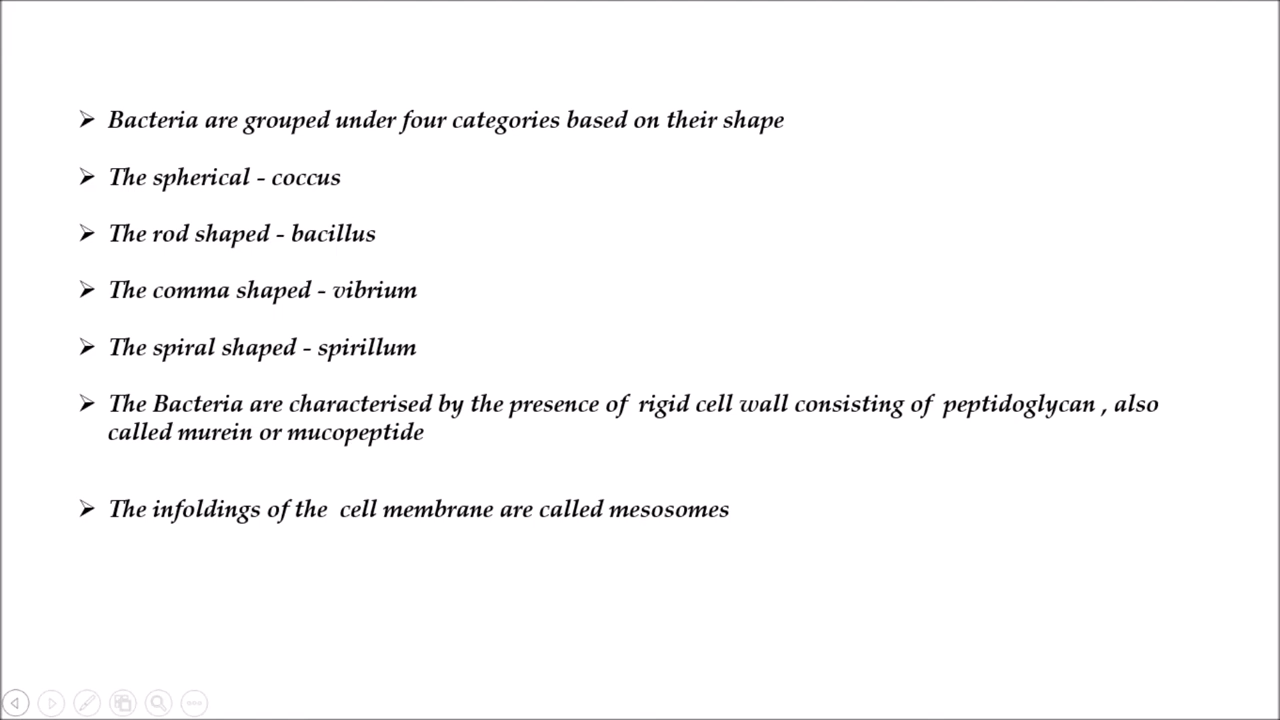 Bacteria are grouped under four categories based on their shape
The spherical - coccus
The rod shaped - bacillus
The comma shaped - vibrium
The spiral shaped - spirillum
The Bacteria are characterised by the presence of rigid cell wall consisting of peptidoglycan , also
called murein or mucopeptide
The infoldings of the cell membrane are called mesosomes